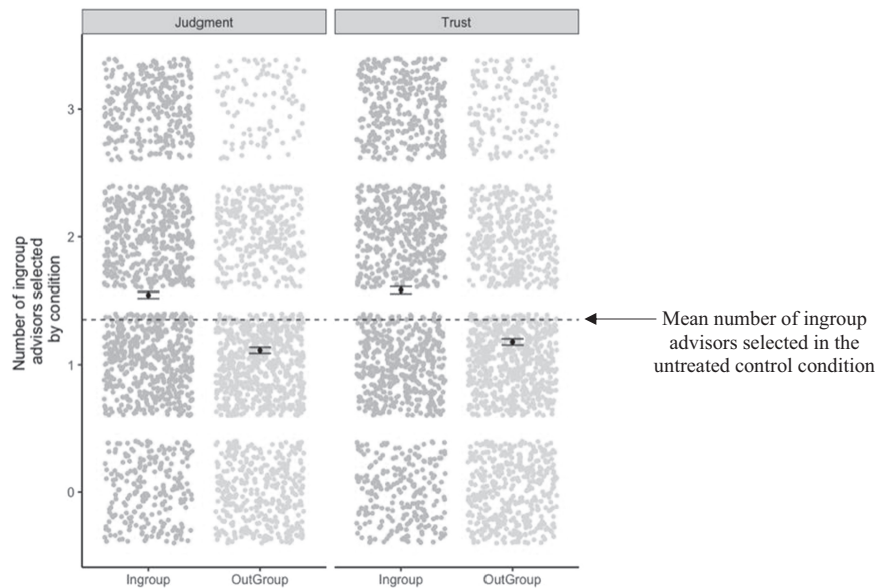 Judgment
Trust
Number of ingroup
advisors selected
by condition
3
2
1
0
Mean number of ingroup
advisors selected in the
untreated control condition
Ingroup
OutGroup
Ingroup
OutGroup